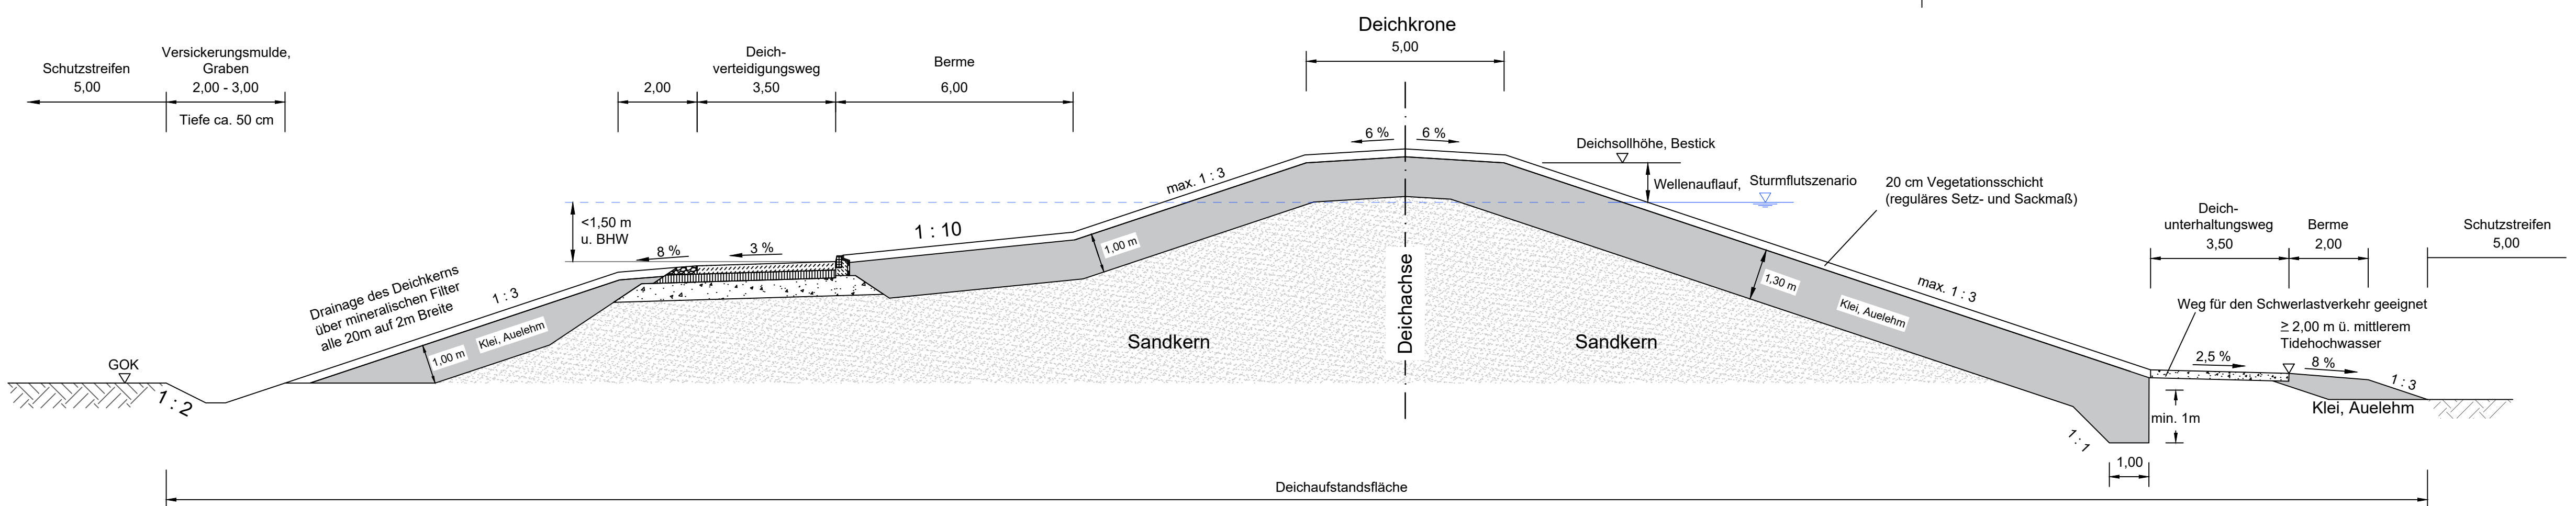 Deichkrone
5,00
Schutzstreifen
5,00
Versickerungsmulde,
Graben
2,00 - 3,00
Tiefe ca. 50 cm
2,00
Deich-
verteidigungsweg
3,50
Berme
6,00
6 %
6 %
Deichsollhöhe, Bestick
Wellenauflauf,
Sturmflutszenario
20 cm Vegetationsschicht
(reguläres Setz- und Sackmaß)
max. 1 : 3
<1,50 m
u. BHW
8 %
3 %
1 : 10
1,00 m
Drainage des Deichkerns
über mineralischen Filter
alle 20m auf 2m Breite
1 : 3
Klei, Auelehm
1,00 m
GOK
1 : 2
Sandkern
Deichachse
Sandkern
1,30 m
Klei, Auelehm
max. 1 : 3
Deich-
unterhaltungsweg
3,50
Berme
2,00
Schutzstreifen
5,00
Weg für den Schwerlastverkehr geeignet
≥ 2,00 m ü. mittlerem
Tidehochwasser
2,5 %
8 %
1 : 3
Klei, Auelehm
min. 1m
1 : 1
1,00
Deichaufstandsfläche